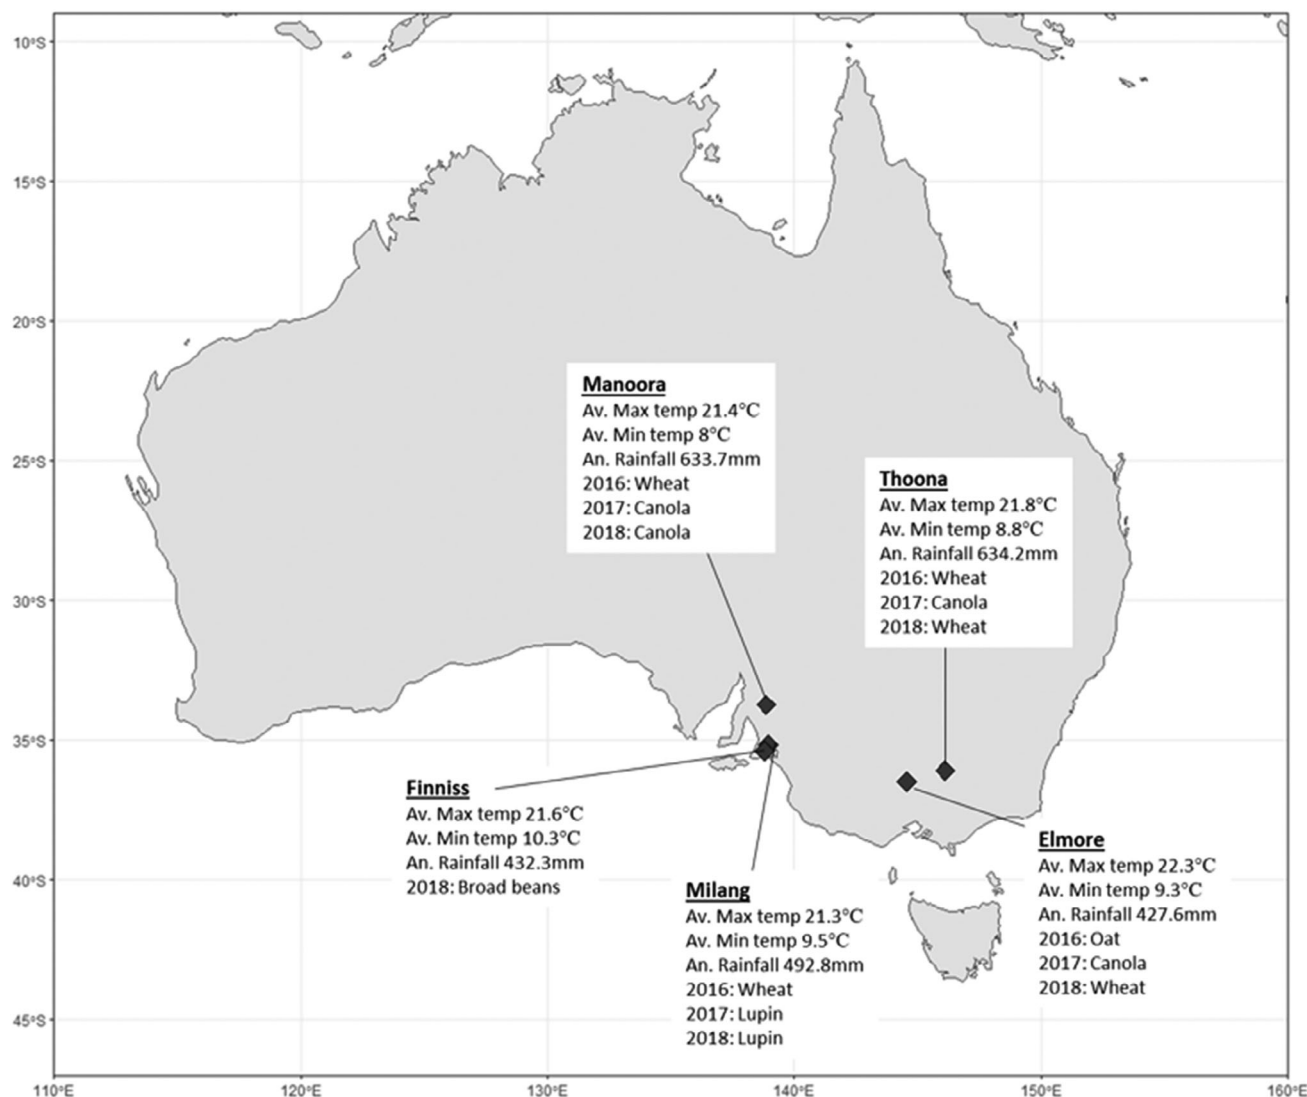 10°S
15°S
20°S
25°S
30°S
35°S
40°S
45°S
Manoora
Av. Max temp 21.4°C
Av. Min temp 8°C
An. Rainfall 633.7mm
2016: Wheat
2017: Canola
2018: Canola
Thoona
Av. Max temp 21.8°C
Av. Min temp 8.8°C
An. Rainfall 634.2mm
2016: Wheat
2017: Canola
2018: Wheat
Finniss
Av. Max temp 21.6°C
Av. Min temp 10.3°C
An. Rainfall 432.3mm
2018: Broad beans
Milang
Av. Max temp 21.3°C
Av. Min temp 9.5°C
An. Rainfall 492.8mm
2016: Wheat
2017: Lupin
2018: Lupin
Elmore
Av. Max temp 22.3°C
Av. Min temp 9.3°C
An. Rainfall 427.6mm
2016: Oat
2017: Canola
2018: Wheat
110°E 120°E 130°E 140°E 150°E 160°E